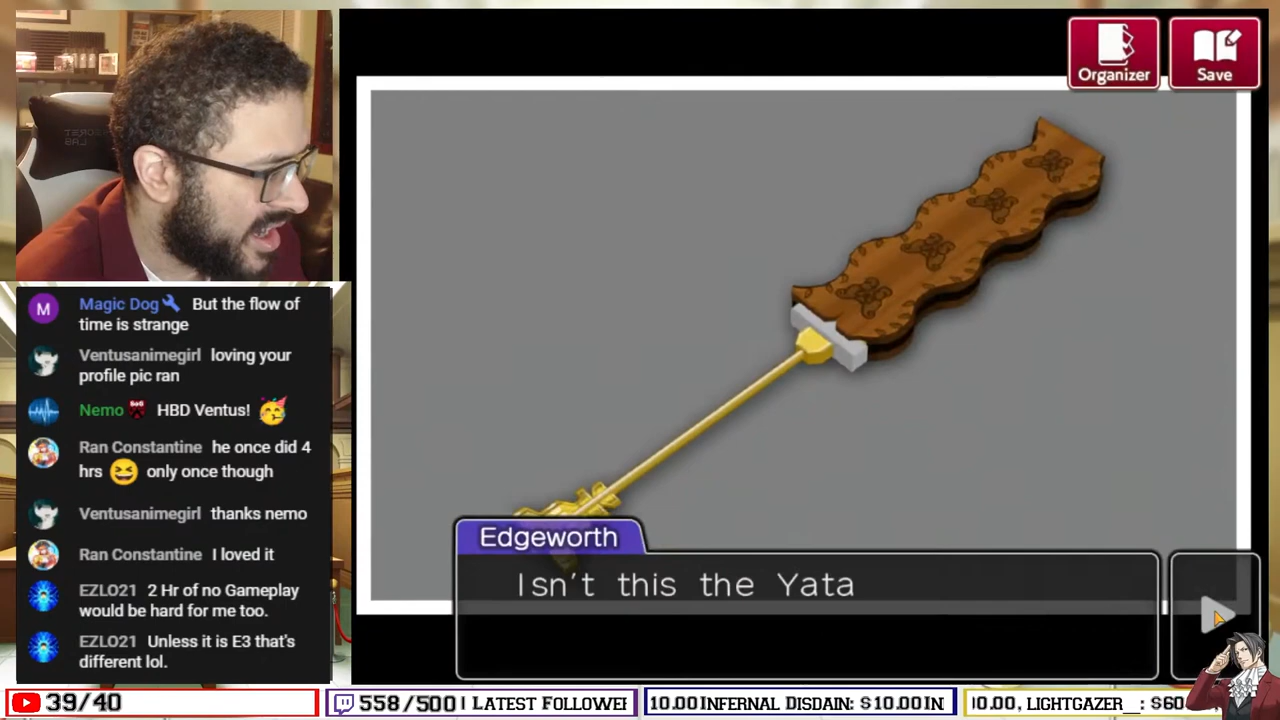 Organizer
Save
Magic Dog But the flow of
time is strange
Ventusanimegirl loving your
profile pic ran
Nemo HBD Ventus!
Ran Constantine he once did 4
hrs only once though
Ventusanimegirl thanks nemo
Ran Constantine I loved it
EZLO21 2 Hr of no Gameplay
would be hard for me too.
EZLO21 Unless it is E3 that's
different lol.
Edgeworth
Isn't this the Yata
39/40
558/500
Latest Follower
10.00 Infernal Disdain: $10.00 In
10.00, Lightgazer__: $60